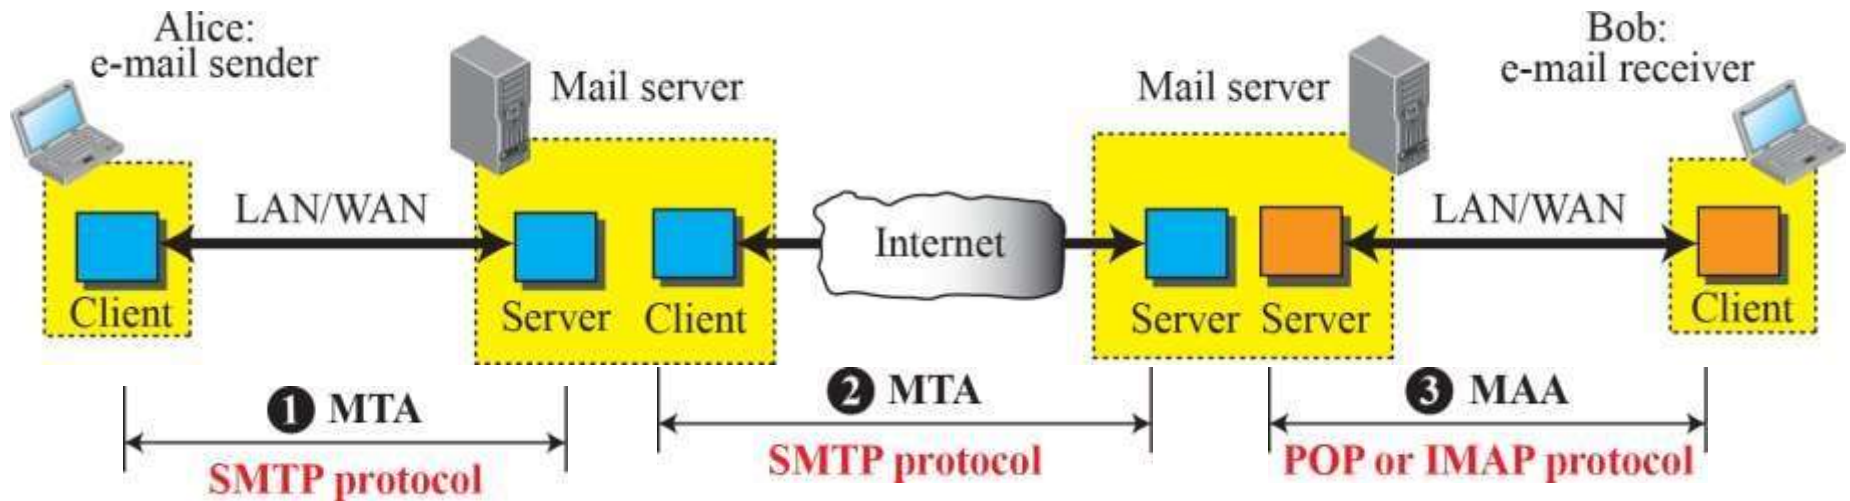 Alice:
e-mail sender
Mail server
Mail server
Bob:
e-mail receiver
LAN/WAN
Internet
LAN/WAN
Client
Server
Client
Server
Server
Client
1 MTA
SMTP protocol
2 MTA
SMTP protocol
3 MAA
POP or IMAP protocol